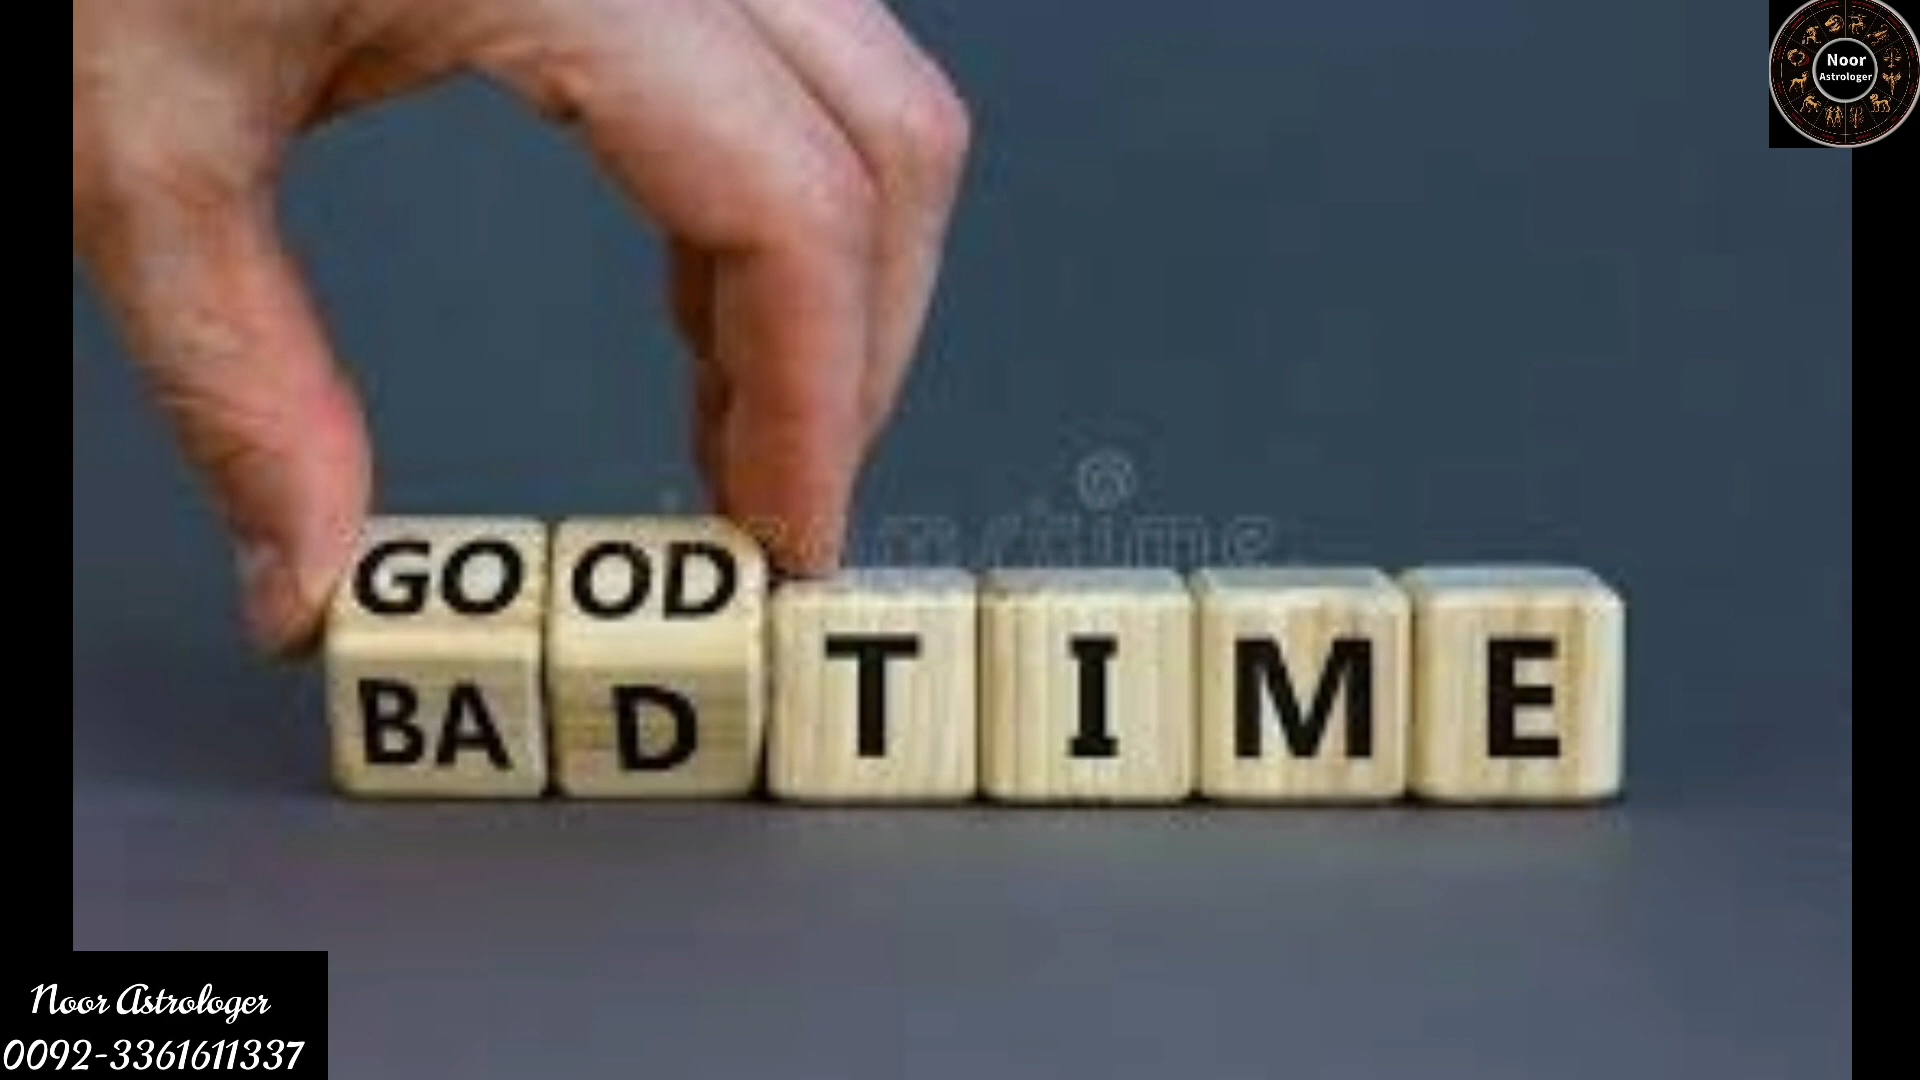 Noor
Astrologer
GOOD
BAD TIME
Noor Astrologer
0092-3361611337